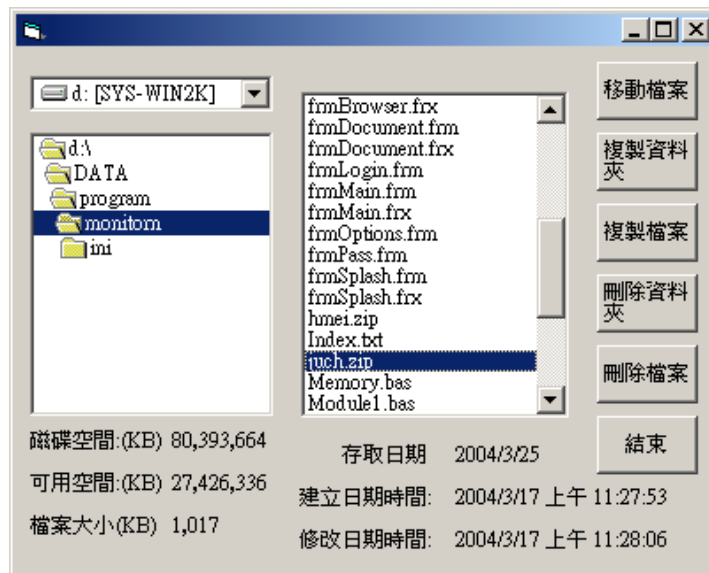 d: [SYS-WIN2K]
d:\
DATA
program
monitorn
ini
frmBrowser.frx
frmDocument.frm
frmDocument.frx
frmLogin.frm
frmMain.frm
frmMain.frx
frmOptions.frm
frmPass.frm
frmSplash.frm
frmSplash.frx
hmei.zip
Index.txt
juch.zip
Memory.bas
Module1.bas
移動檔案
複製資料
夾
複製檔案
刪除資料
夾
刪除檔案
結束
磁碟空間:(KB) 80,393,664
可用空間:(KB) 27,426,336
檔案大小(KB) 1,017
存取日期 2004/3/25
建立日期時間: 2004/3/17 上午 11:27:53
修改日期時間: 2004/3/17 上午 11:28:06